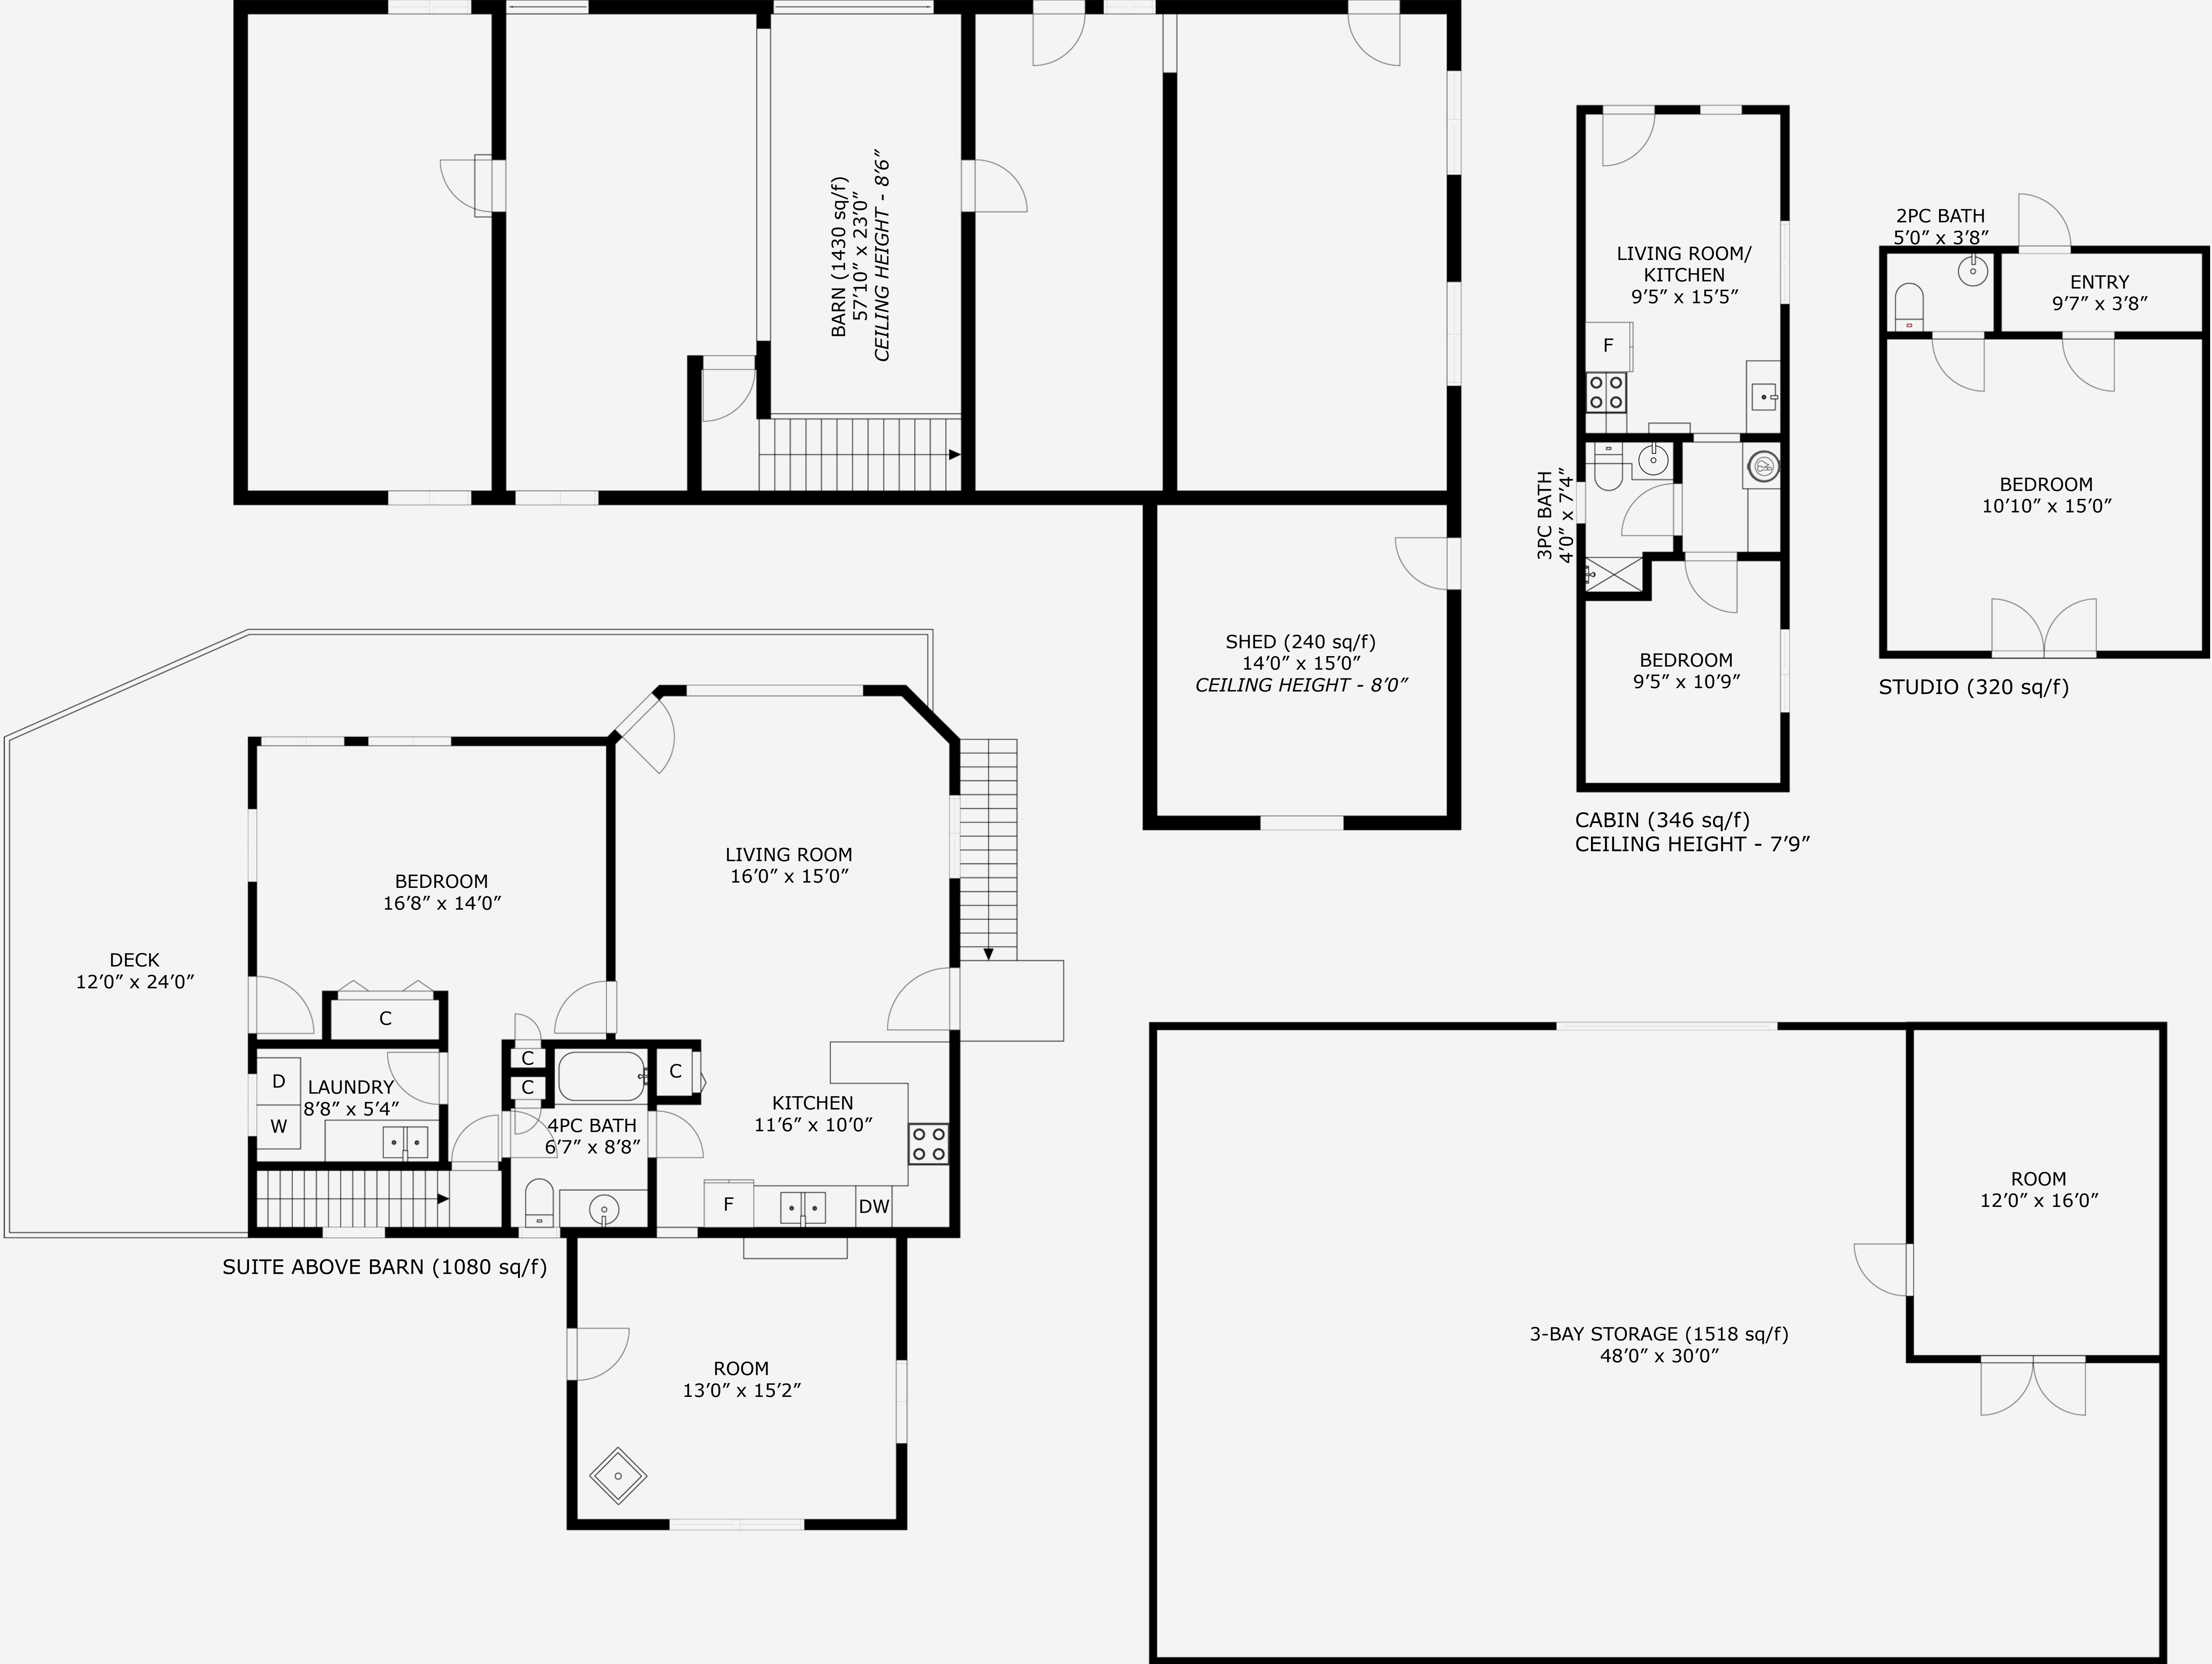 BARN (1430 sq/f)
57’10” x 23’0”
CEILING HEIGHT - 8’6”
SHED (240 sq/f)
14’0” x 15’0”
CEILING HEIGHT - 8’0”
LIVING ROOM/
KITCHEN
9’5” x 15’5”
F
3PC BATH
4’0” x 7’4”
BEDROOM
9’5” x 10’9”
CABIN (346 sq/f)
CEILING HEIGHT - 7’9”
2PC BATH
5’0” x 3’8”
ENTRY
9’7” x 3’8”
BEDROOM
10’10” x 15’0”
STUDIO (320 sq/f)
DECK
12’0” x 24’0”
BEDROOM
16’8” x 14’0”
LIVING ROOM
16’0” x 15’0”
C
C
C
C
D
W
LAUNDRY
8’8” x 5’4”
4PC BATH
6’7” x 8’8”
KITCHEN
11’6” x 10’0”
F
DW
SUITE ABOVE BARN (1080 sq/f)
ROOM
13’0” x 15’2”
ROOM
12’0” x 16’0”
3-BAY STORAGE (1518 sq/f)
48’0” x 30’0”